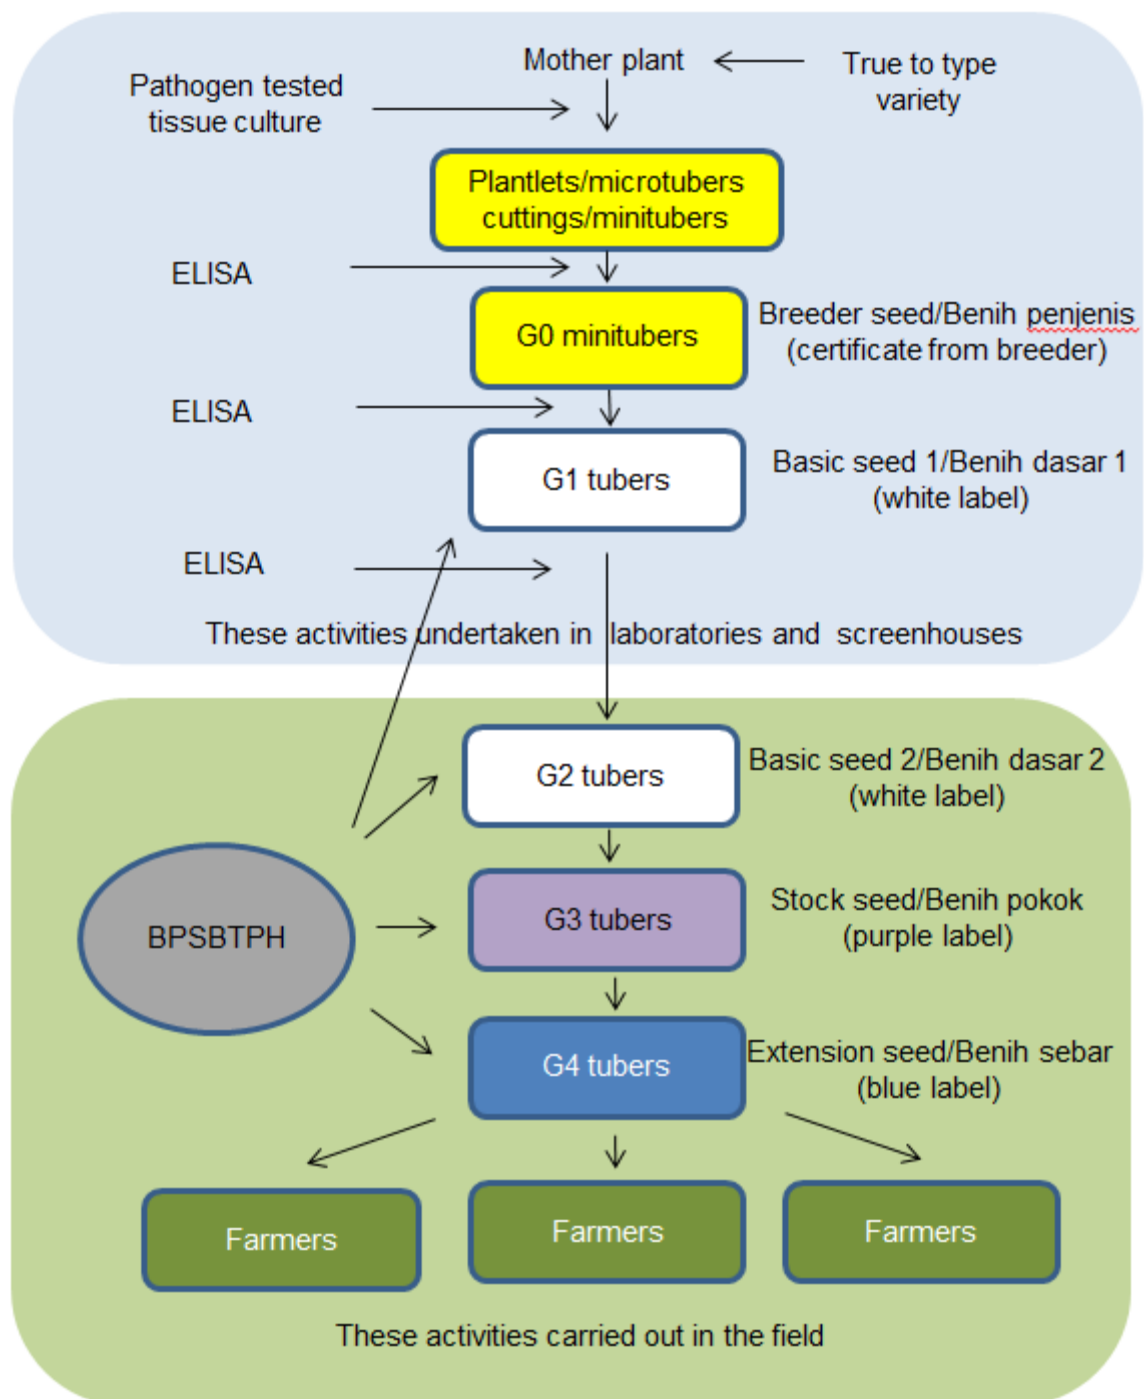 Mother plant
True to type
variety
Pathogen tested
tissue culture
Plantlets/microtubers
cuttings/minitubers
ELISA
G0 minitubers
Breeder seed/Benih penjenis
(certificate from breeder)
ELISA
G1 tubers
Basic seed 1/Benih dasar 1
(white label)
ELISA
These activities undertaken in laboratories and screenhouses
G2 tubers
Basic seed 2/Benih dasar 2
(white label)
BPSBTPH
G3 tubers
Stock seed/Benih pokok
(purple label)
G4 tubers
Extension seed/Benih sebar
(blue label)
Farmers
Farmers
Farmers
These activities carried out in the field